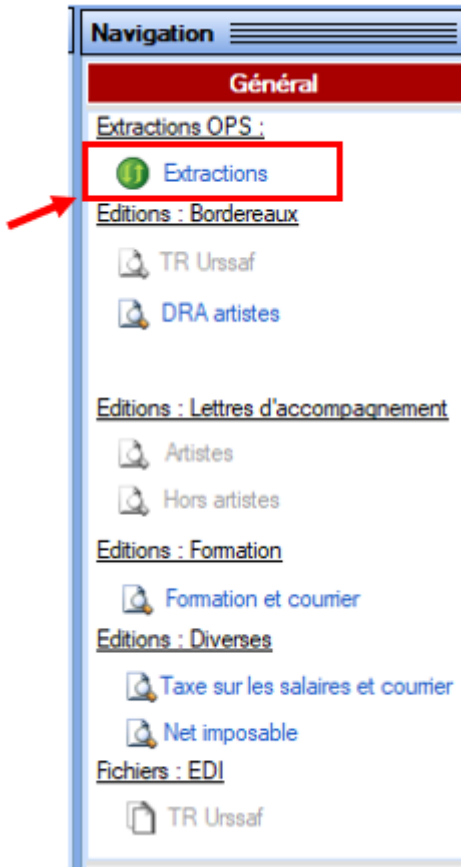 Navigation
Général
Extractions OPS :
Extractions
Editions : Bordereaux
TR Urssaf
DRA artistes
Editions : Lettres d'accompagnement
Artistes
Hors artistes
Editions : Formation
Formation et courrier
Editions : Diverses
Taxe sur les salaires et courrier
Net imposable
Fichiers : EDI
TR Urssaf